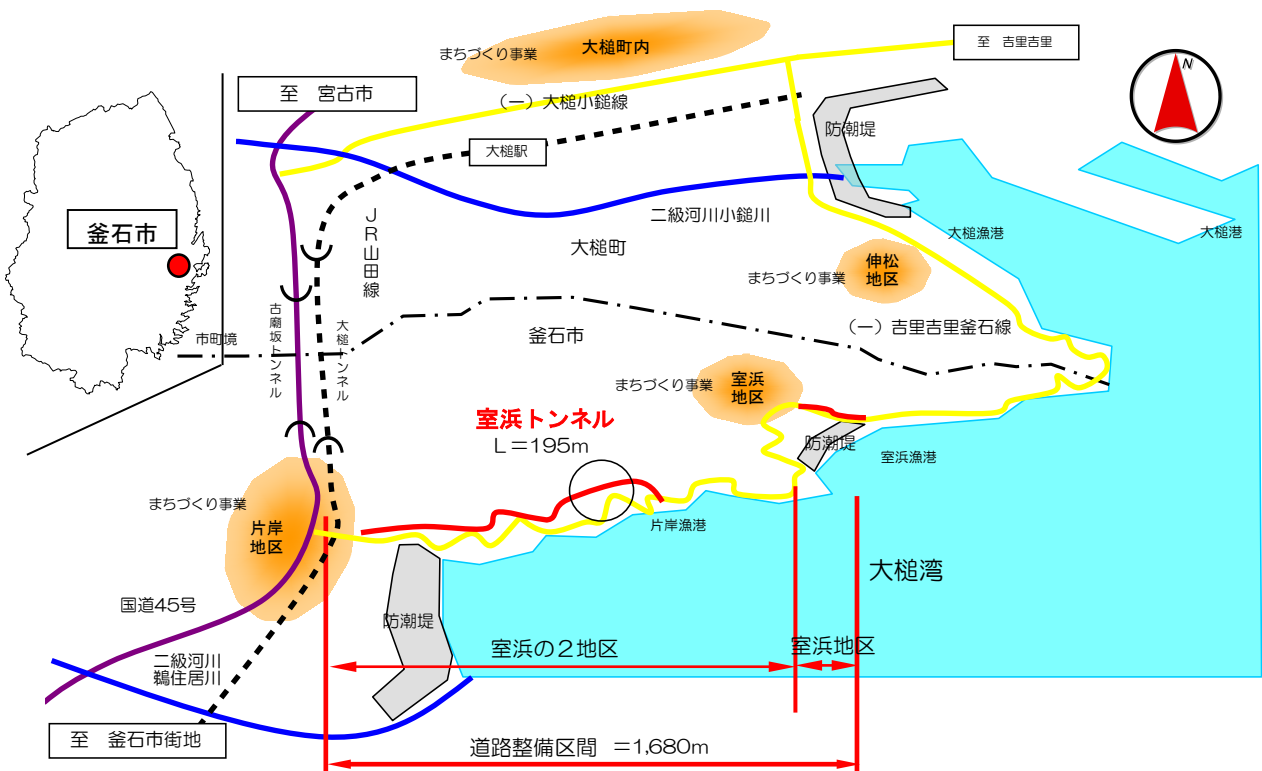 まちづくり事業
大槌町内
至 吉里吉里
N
至 宮古市
(一)大槌小鎚線
防潮堤
大槌駅
釜石市
JR山田線
二級河川小鎚川
大槌町
大槌漁港
大槌港
伸松
地区
まちづくり事業
市町境
古廟坂トンネル
大槌トンネル
釜石市
(一)吉里吉里釜石線
まちづくり事業
室浜
地区
室浜トンネル
L=195m
防潮堤
室浜漁港
まちづくり事業
片岸
地区
片岸漁港
大槌湾
国道45号
防潮堤
室浜の2地区
室浜地区
二級河川
鵜住居川
至 釜石市街地
道路整備区間 =1,680m